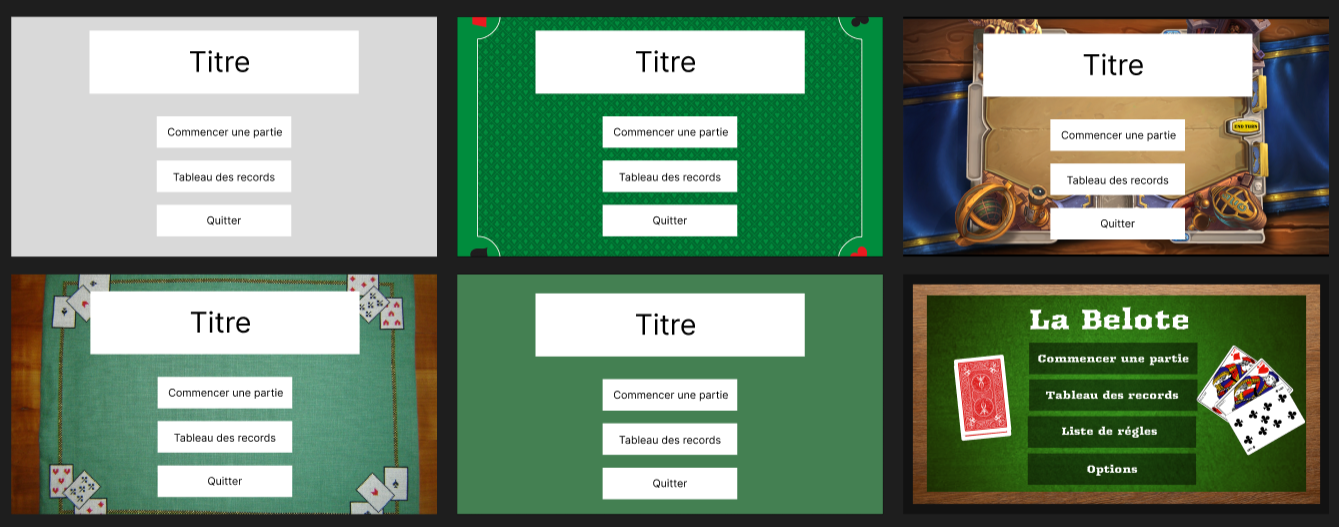 Titre
Commencer une partie
Tableau des records
Quitter
Titre
Commencer une partie
Tableau des records
Quitter
Titre
Commencer une partie
Tableau des records
Quitter
END TURN
Titre
Commencer une partie
Tableau des records
Quitter
Titre
Commencer une partie
Tableau des records
Quitter
La Belote
Commencer une partie
Tableau des records
Liste de régles
Options